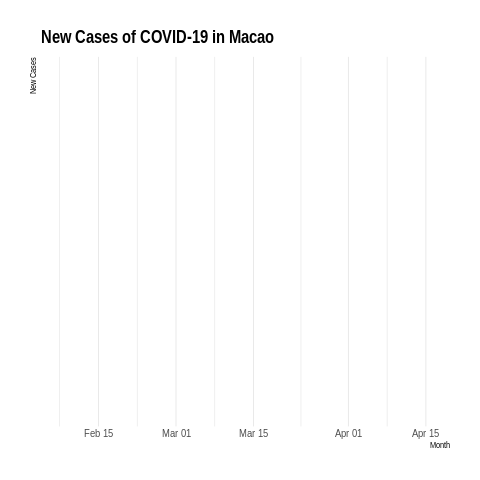 New Cases of COVID-19 in Macao
New Cases
Feb 15
Mar 01
Mar 15
Apr 01
Apr 15
Month